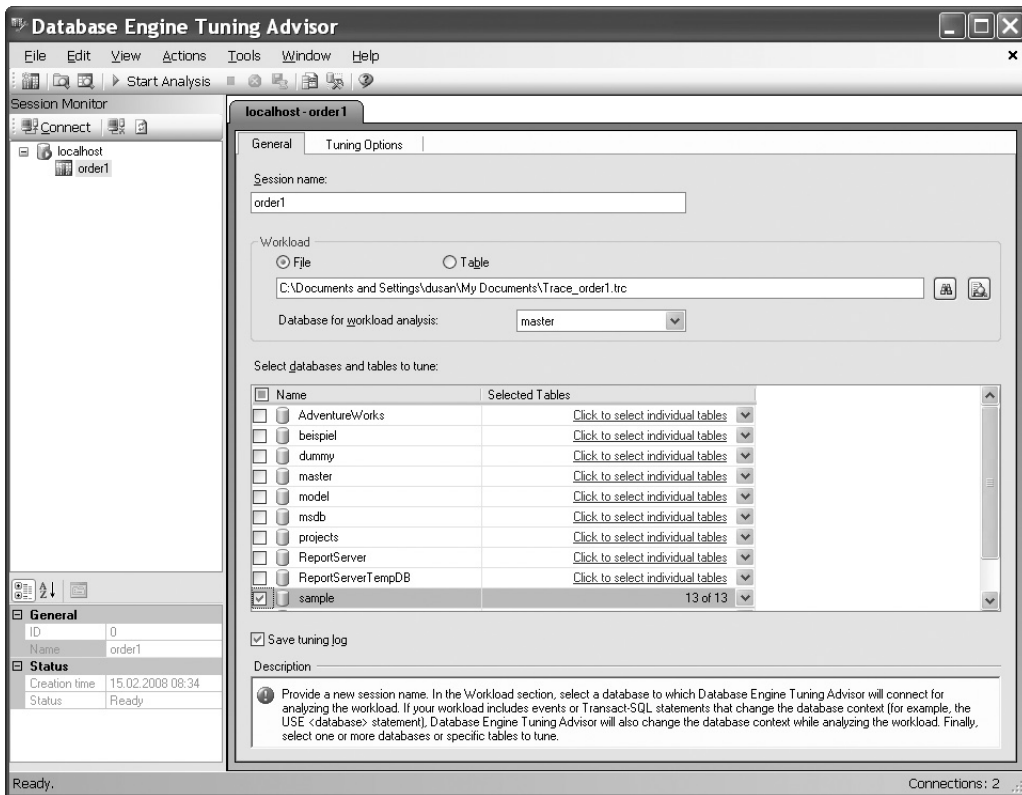 Database Engine Tuning Advisor
File Edit View Actions Tools Window Help
Start Analysis
Session Monitor
Connect
localhost
order1
General
ID 0
Name order1
Status
Creation time 15.02.2008 08:34
Status Ready
localhost - order1
General Tuning Options
Session name:
order1
Workload
File Table
C:\Documents and Settings\dusan\My Documents\Trace_order1.trc
Database for workload analysis: master
Select databases and tables to tune:
Name Selected Tables
AdventureWorks Click to select individual tables
beispiel Click to select individual tables
dummy Click to select individual tables
master Click to select individual tables
model Click to select individual tables
msdb Click to select individual tables
projects Click to select individual tables
ReportServer Click to select individual tables
ReportServerTempDB Click to select individual tables
sample 13 of 13
Save tuning log
Description
Provide a new session name. In the Workload section, select a database to which Database Engine Tuning Advisor will connect for
analyzing the workload. If your workload includes events or Transact-SQL statements that change the database context (for example, the
USE <database> statement), Database Engine Tuning Advisor will also change the database context while analyzing the workload. Finally,
select one or more databases or specific tables to tune.
Ready. Connections: 2